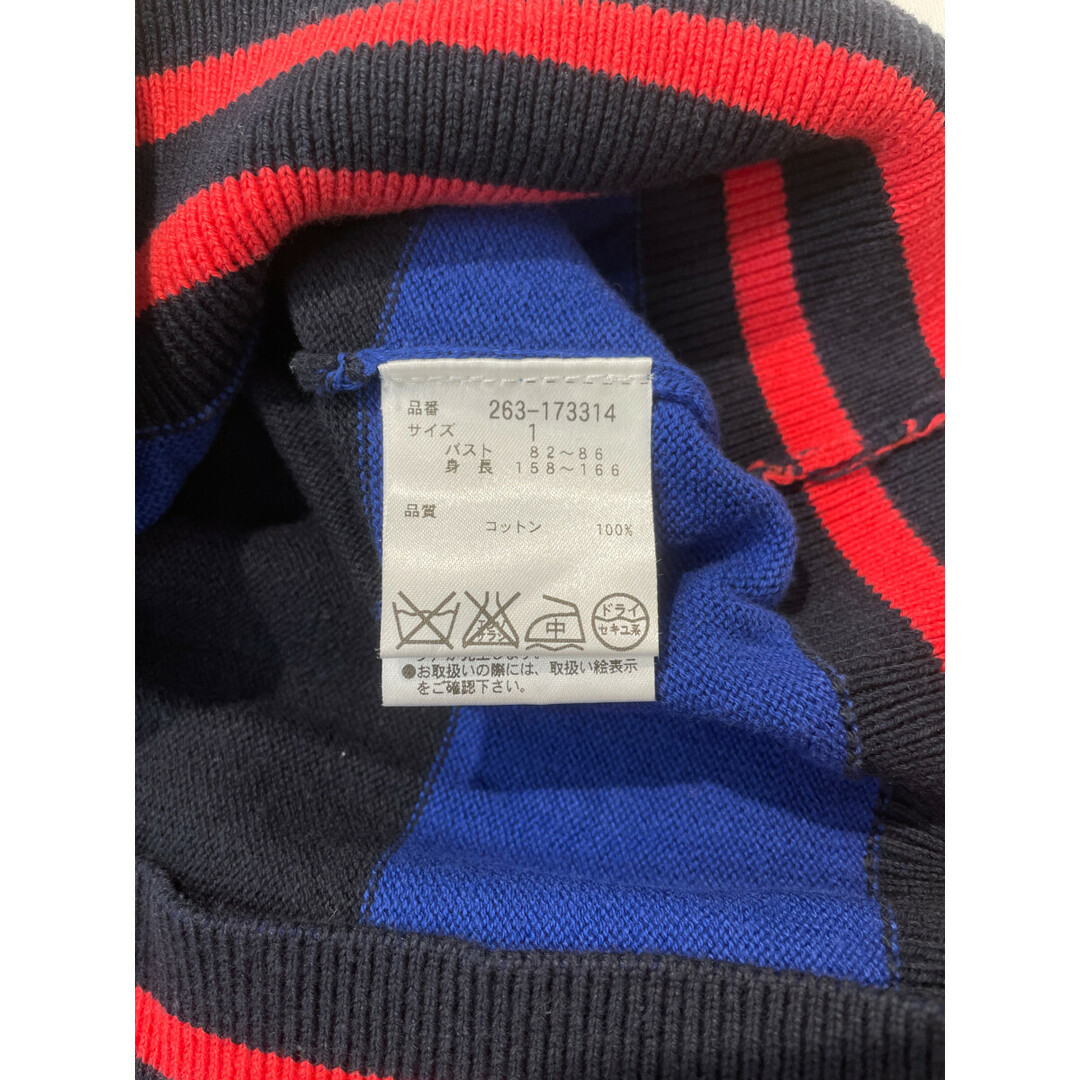 品番 263-173314
サイズ 1
バスト 82～86
身長 158～166
品質
コットン 100%
中
ドライ
セキユ系
お取扱いの際には、取扱い絵表示
をご確認下さい。